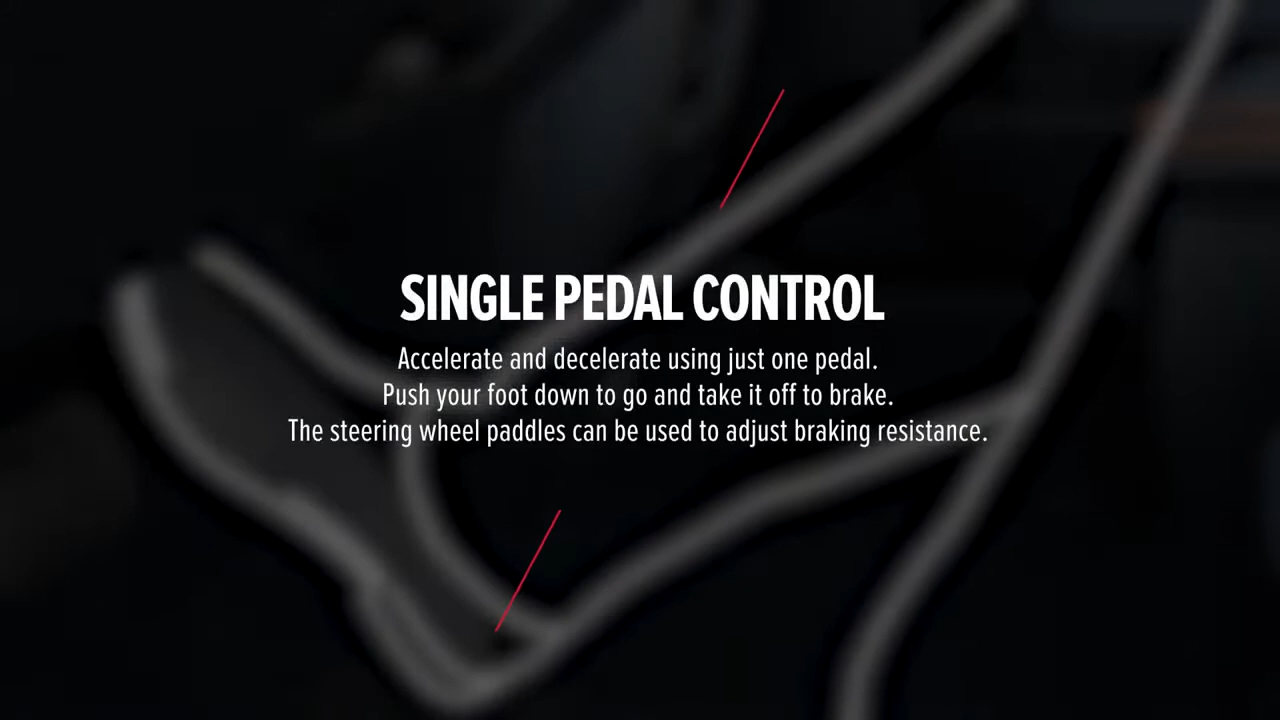 SINGLE PEDAL CONTROL
Accelerate and decelerate using just one pedal.
Push your foot down to go and take it off to brake.
The steering wheel paddles can be used to adjust braking resistance.